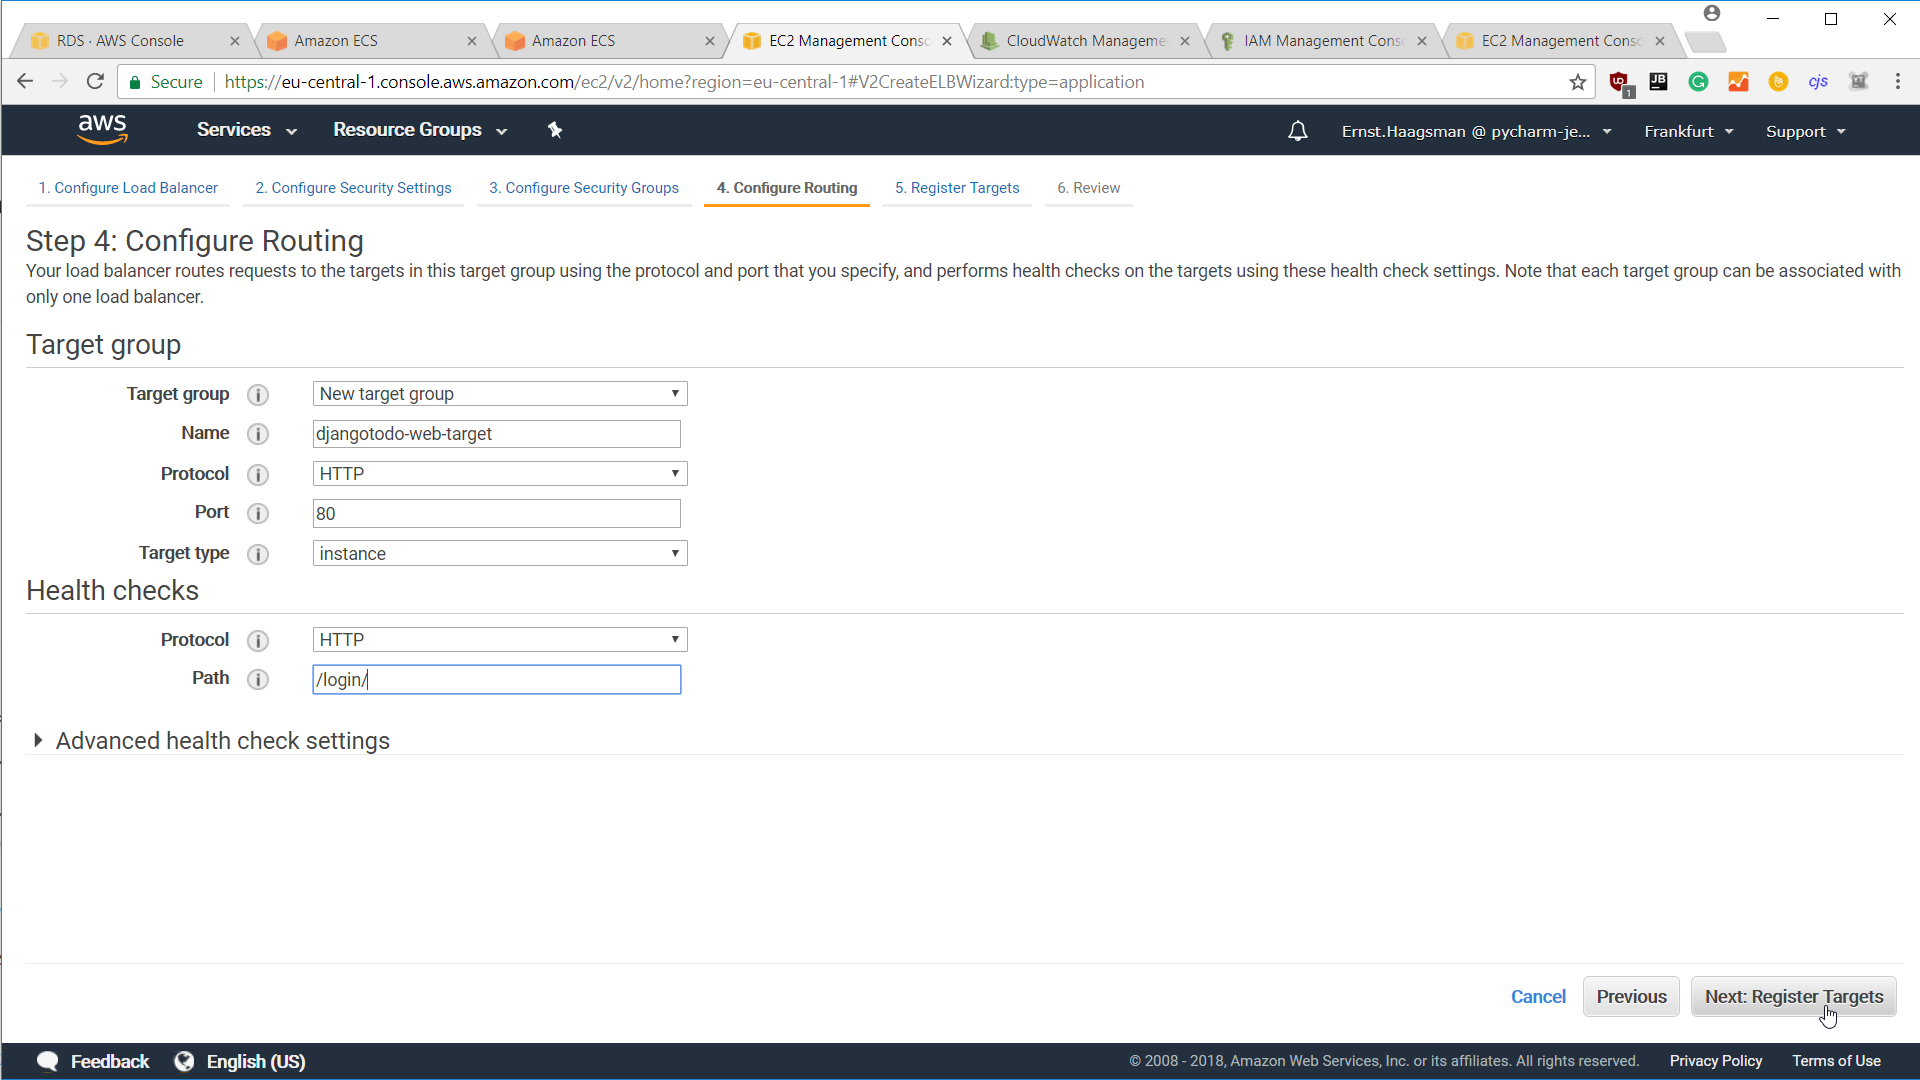 RDS · AWS Console
Amazon ECS
Amazon ECS
EC2 Management Conso
CloudWatch Manageme
IAM Management Cons
EC2 Management Conso
Secure
https://eu-central-1.console.aws.amazon.com/ec2/v2/home?region=eu-central-1#V2CreateELBWizard:type=application
1
JB
cjs
aws
Services
Resource Groups
Ernst.Haagsman @ pycharm-je...
Frankfurt
Support
1. Configure Load Balancer
2. Configure Security Settings
3. Configure Security Groups
4. Configure Routing
5. Register Targets
6. Review
Step 4: Configure Routing
Your load balancer routes requests to the targets in this target group using the protocol and port that you specify, and performs health checks on the targets using these health check settings. Note that each target group can be associated with
only one load balancer.
Target group
Target group
New target group
Name
djangotodo-web-target
Protocol
HTTP
Port
80
Target type
instance
Health checks
Protocol
HTTP
Path
/login/
Advanced health check settings
Cancel
Previous
Next: Register Targets
Feedback
English (US)
© 2008 - 2018, Amazon Web Services, Inc. or its affiliates. All rights reserved.
Privacy Policy
Terms of Use